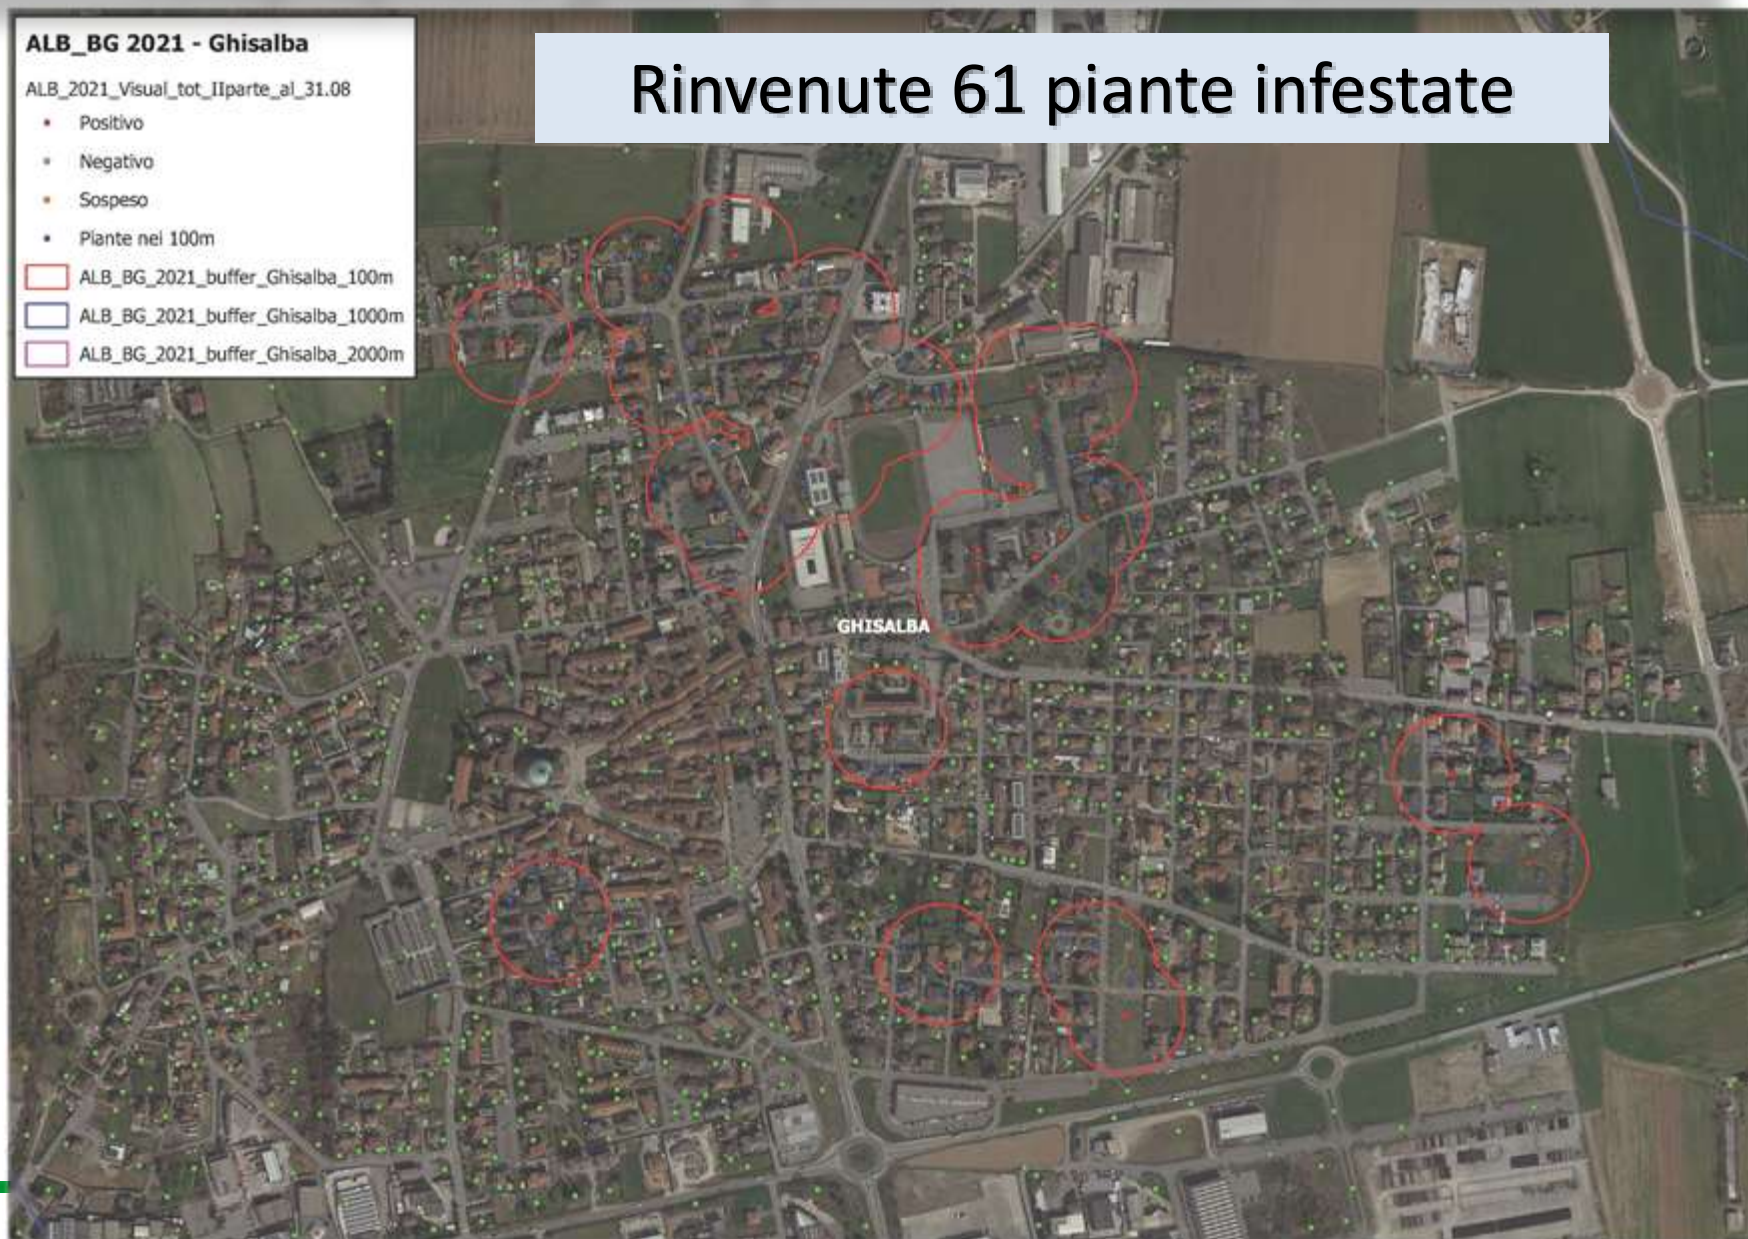 Rinvenute 61 piante infestate
ALB_BG 2021 - Ghisalba
ALB_2021_Visual_tot_IIparte_al_31.08
Positivo
Negativo
Sospeso
Piante nei 100m
ALB_BG_2021_buffer_Ghisalba_100m
ALB_BG_2021_buffer_Ghisalba_1000m
ALB_BG_2021_buffer_Ghisalba_2000m
GHISALBA